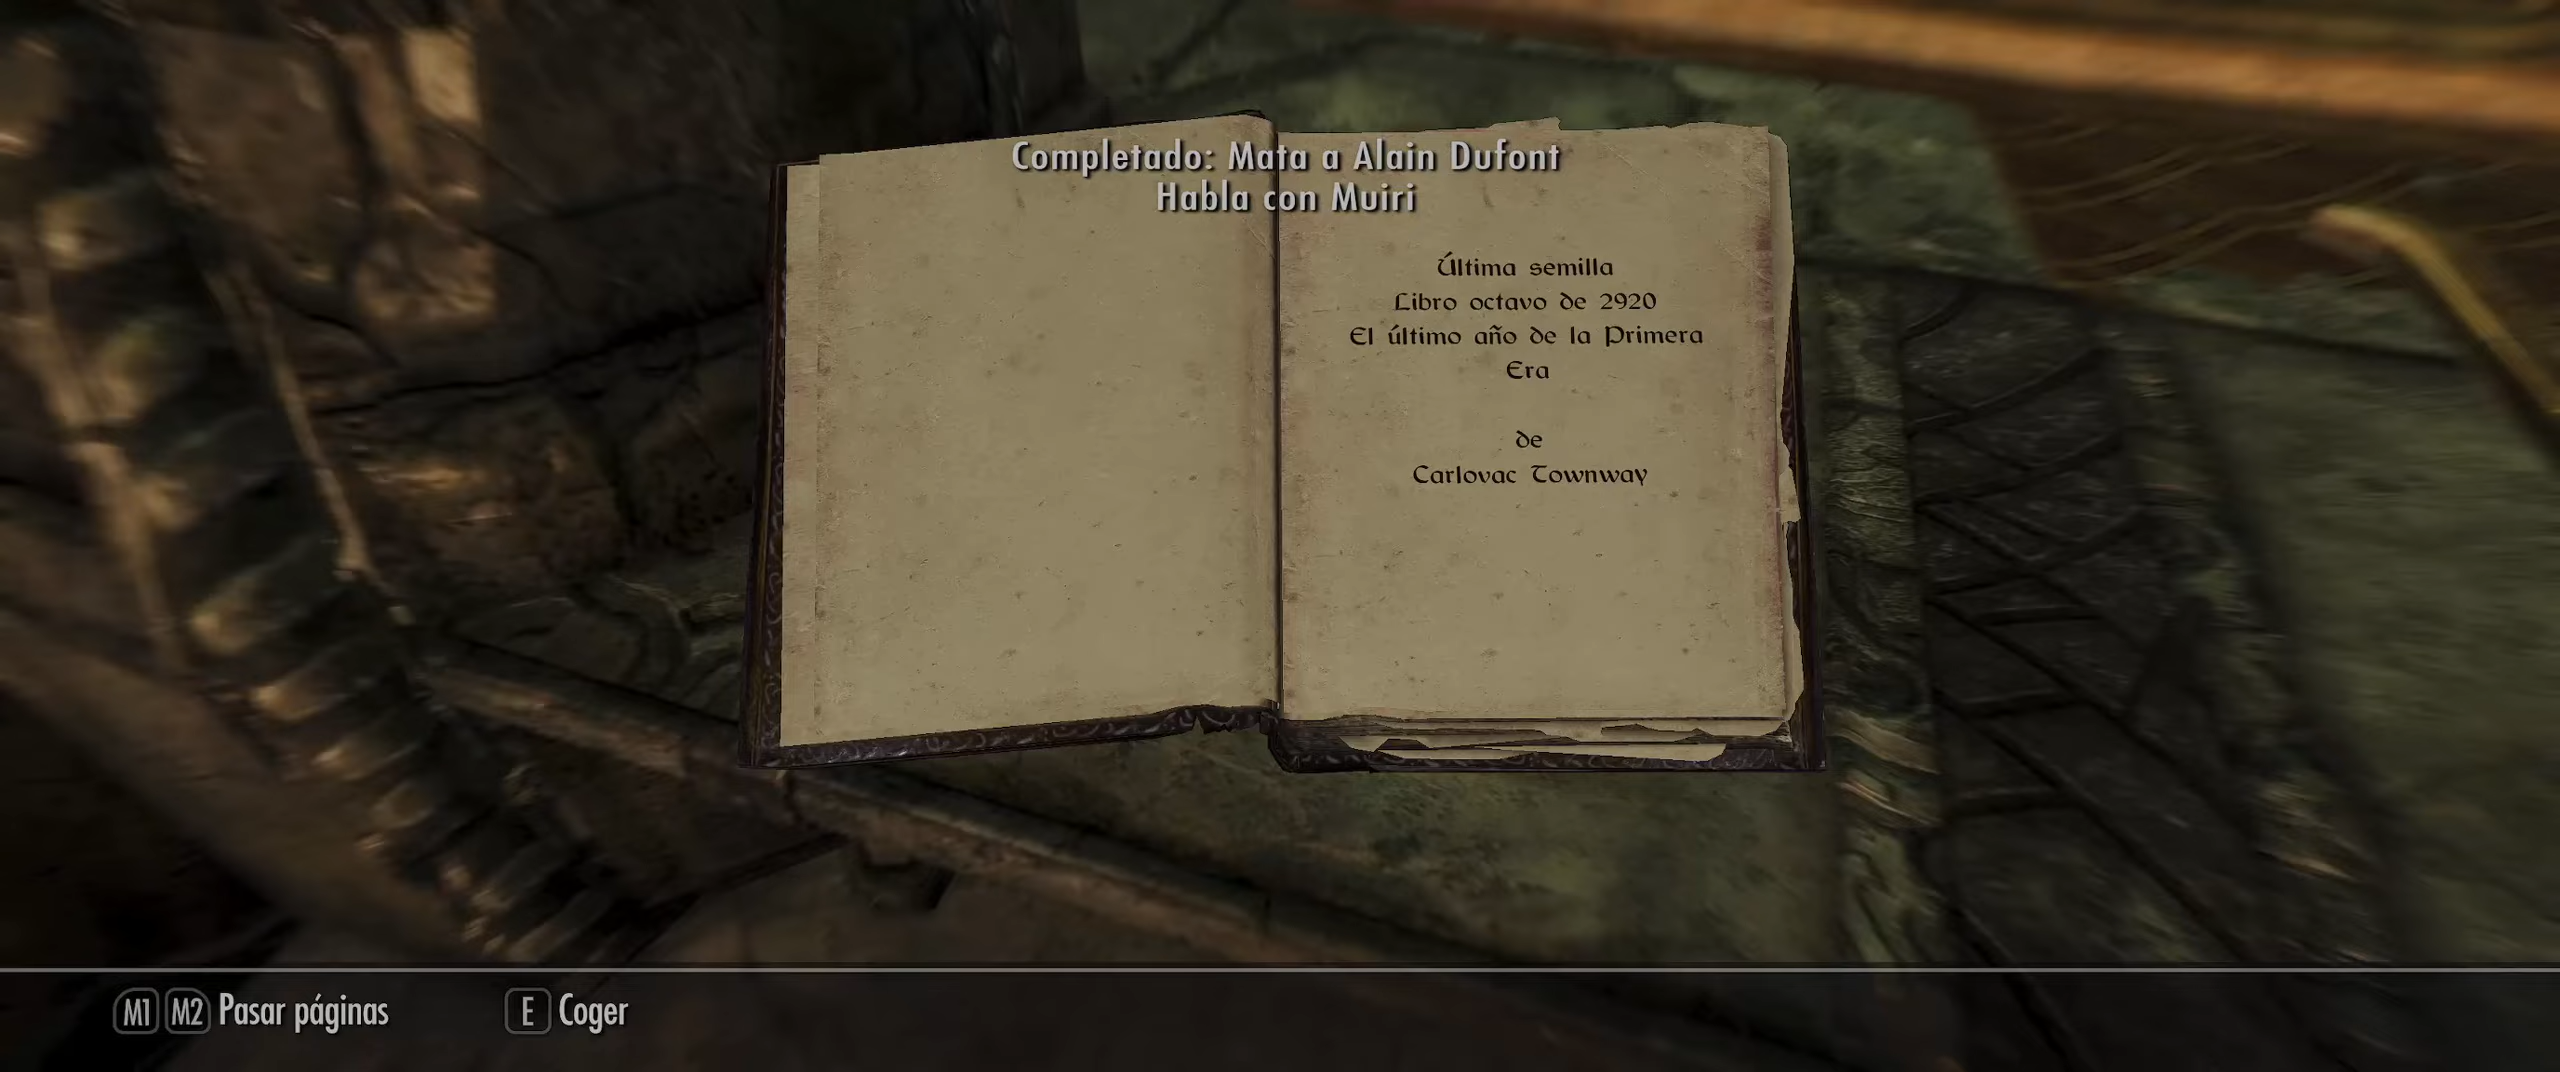 Completado: Mata a Alain Dufont
Habla con Muiri
Última semilla
Libro octavo de 2920
El último año de la Primera
Era
de
Carlovac Townway
M1 M2 Pasar páginas
E Coger